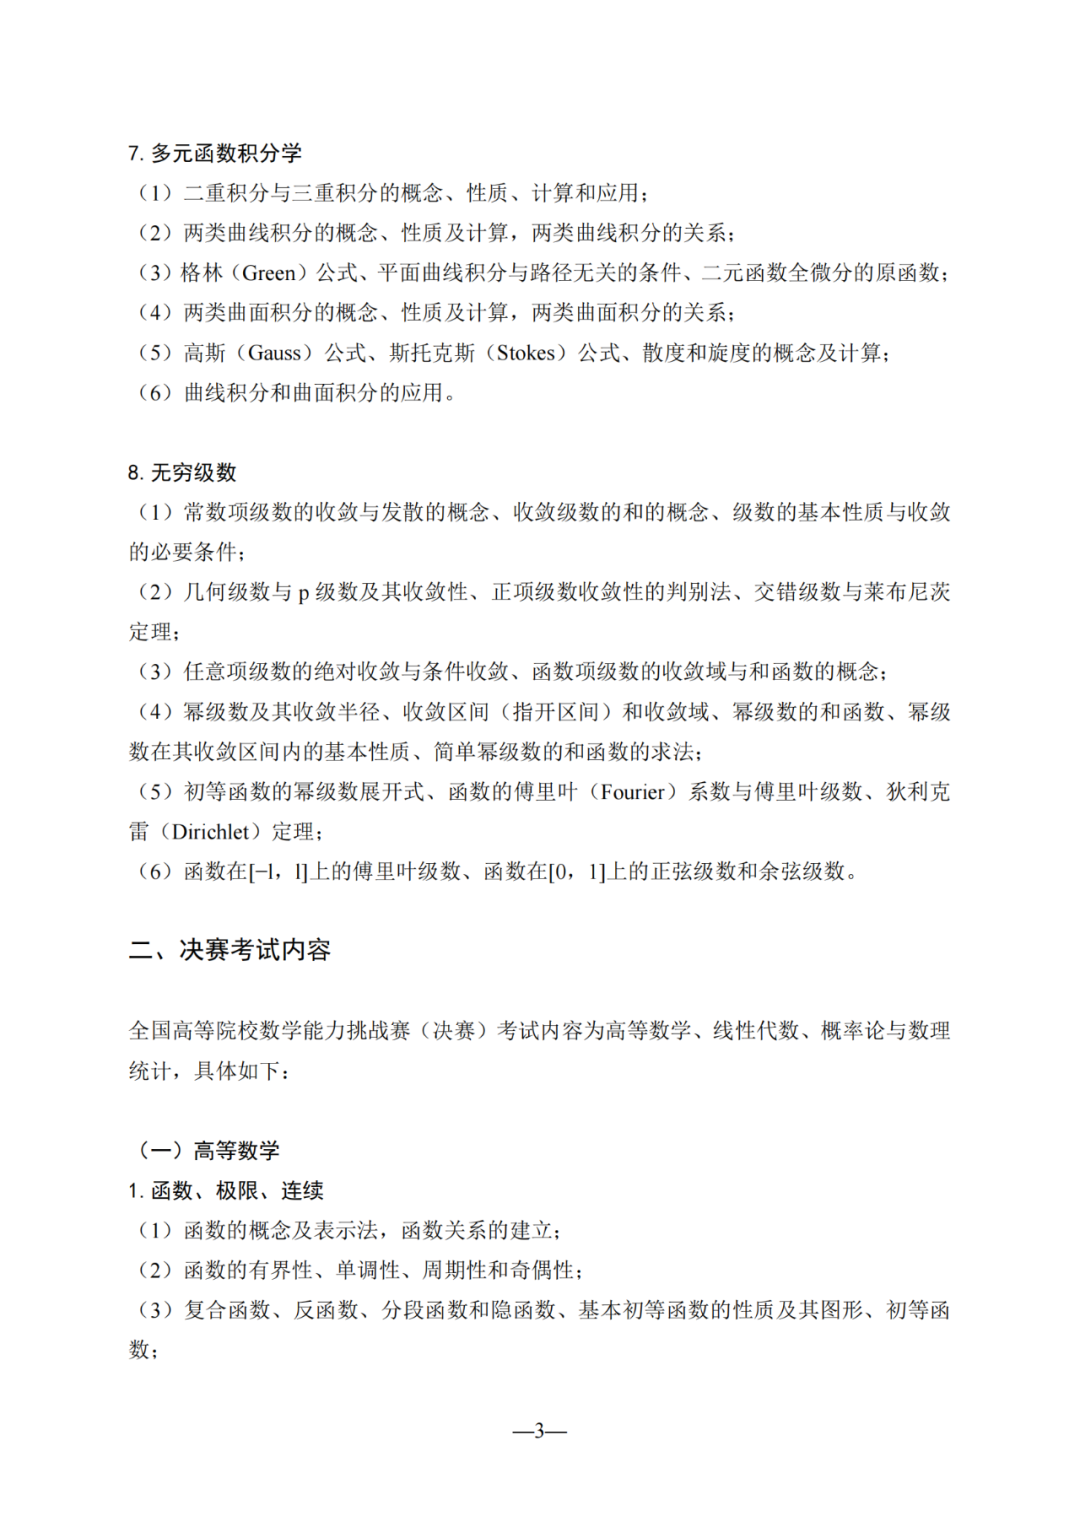 7. 多元函数积分学
（1）二重积分与三重积分的概念、性质、计算和应用；
（2）两类曲线积分的概念、性质及计算，两类曲线积分的关系；
（3）格林（Green）公式、平面曲线积分与路径无关的条件、二元函数全微分的原函数；
（4）两类曲面积分的概念、性质及计算，两类曲面积分的关系；
（5）高斯（Gauss）公式、斯托克斯（Stokes）公式、散度和旋度的概念及计算；
（6）曲线积分和曲面积分的应用。
8. 无穷级数
（1）常数项级数的收敛与发散的概念、收敛级数的和的概念、级数的基本性质与收敛
的必要条件；
（2）几何级数与 p 级数及其收敛性、正项级数收敛性的判别法、交错级数与莱布尼茨
定理；
（3）任意项级数的绝对收敛与条件收敛、函数项级数的收敛域与和函数的概念；
（4）幂级数及其收敛半径、收敛区间（指开区间）和收敛域、幂级数的和函数、幂级
数在其收敛区间内的基本性质、简单幂级数的和函数的求法；
（5）初等函数的幂级数展开式、函数的傅里叶（Fourier）系数与傅里叶级数、狄利克
雷（Dirichlet）定理；
（6）函数在[−l，l]上的傅里叶级数、函数在[0，1]上的正弦级数和余弦级数。
二、决赛考试内容
全国高等院校数学能力挑战赛（决赛）考试内容为高等数学、线性代数、概率论与数理
统计，具体如下：
（一）高等数学
1. 函数、极限、连续
（1）函数的概念及表示法，函数关系的建立；
（2）函数的有界性、单调性、周期性和奇偶性；
（3）复合函数、反函数、分段函数和隐函数、基本初等函数的性质及其图形、初等函
数；
—3—